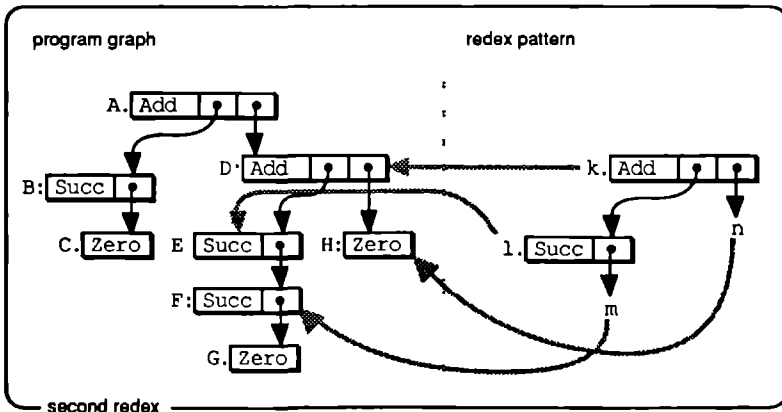 program graph
redex pattern
A. Add
D: Add
k. Add
B: Succ
n
C. Zero
E Succ
H: Zero
l. Succ
F: Succ
m
G. Zero
second redex